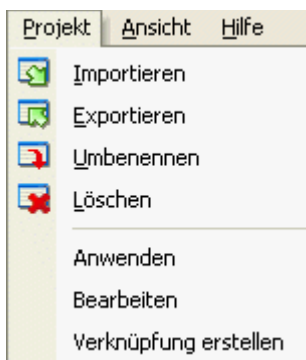 Projekt Ansicht Hilfe
Importieren
Exportieren
Umbenennen
Löschen
Anwenden
Bearbeiten
Verknüpfung erstellen